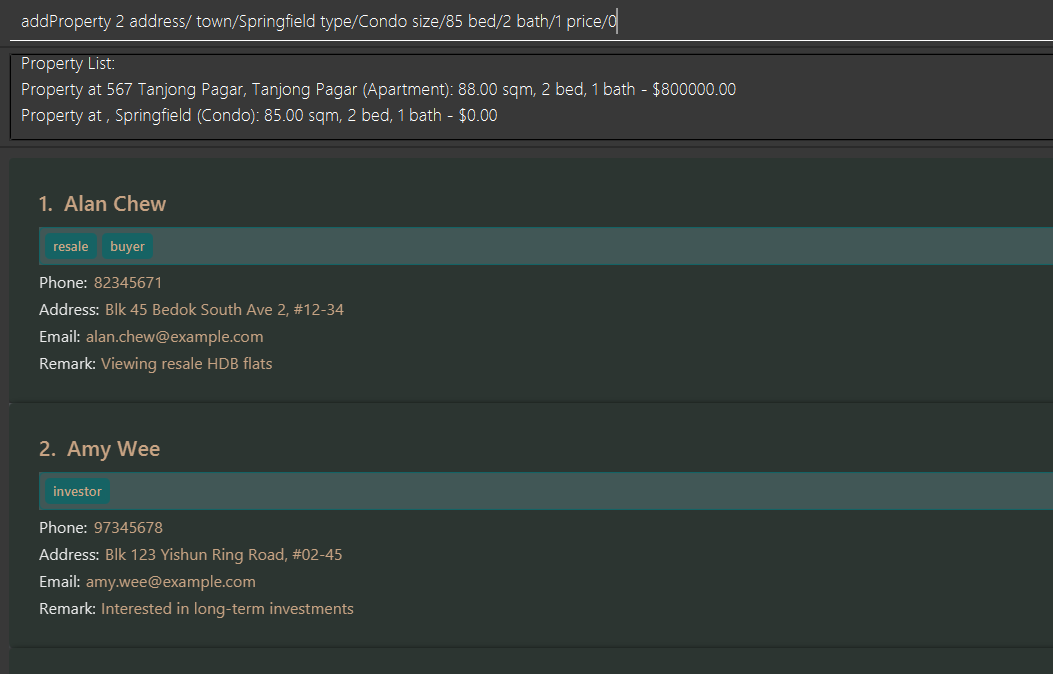 addProperty 2 address/ town/Springfield type/Condo size/85 bed/2 bath/1 price/0
Property List:
Property at 567 Tanjong Pagar, Tanjong Pagar (Apartment): 88.00 sqm, 2 bed, 1 bath - $800000.00
Property at , Springfield (Condo): 85.00 sqm, 2 bed, 1 bath - $0.00
1. Alan Chew
resale buyer
Phone: 82345671
Address: Blk 45 Bedok South Ave 2, #12-34
Email: alan.chew@example.com
Remark: Viewing resale HDB flats
2. Amy Wee
investor
Phone: 97345678
Address: Blk 123 Yishun Ring Road, #02-45
Email: amy.wee@example.com
Remark: Interested in long-term investments